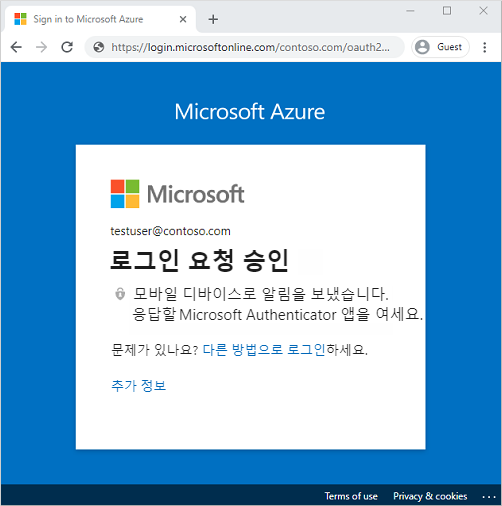 Sign in to Microsoft Azure
https://login.microsoftonline.com/contoso.com/oauth2...
Guest
Microsoft Azure
Microsoft
testuser@contoso.com
로그인 요청 승인
모바일 디바이스로 알림을 보냈습니다.
응답할 Microsoft Authenticator 앱을 여세요.
문제가 있나요? 다른 방법으로 로그인하세요.
추가 정보
Terms of use Privacy & cookies ...